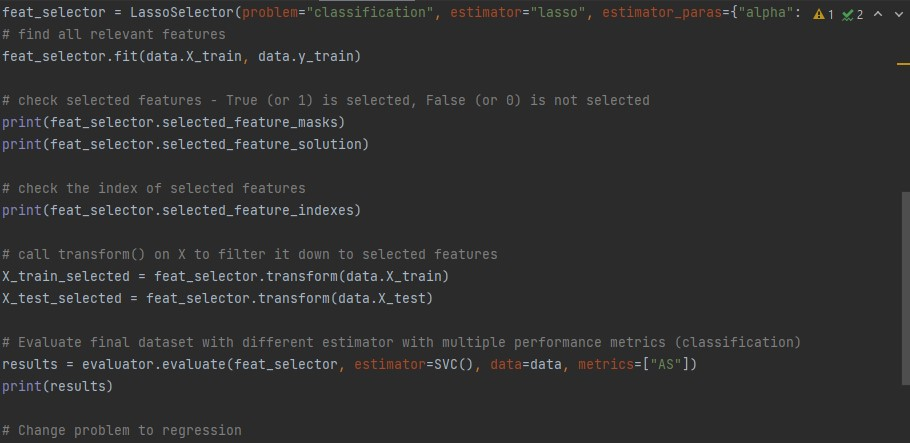 feat_selector = LassoSelector(problem="classification", estimator="lasso", estimator_paras={"alpha": 1 2
# find all relevant features
feat_selector.fit(data.X_train, data.y_train)
# check selected features - True (or 1) is selected, False (or 0) is not selected
print(feat_selector.selected_feature_masks)
print(feat_selector.selected_feature_solution)
# check the index of selected features
print(feat_selector.selected_feature_indexes)
# call transform() on X to filter it down to selected features
X_train_selected = feat_selector.transform(data.X_train)
X_test_selected = feat_selector.transform(data.X_test)
# Evaluate final dataset with different estimator with multiple performance metrics (classification)
results = evaluator.evaluate(feat_selector, estimator=SVC(), data=data, metrics=["AS"])
print(results)
# Change problem to regression